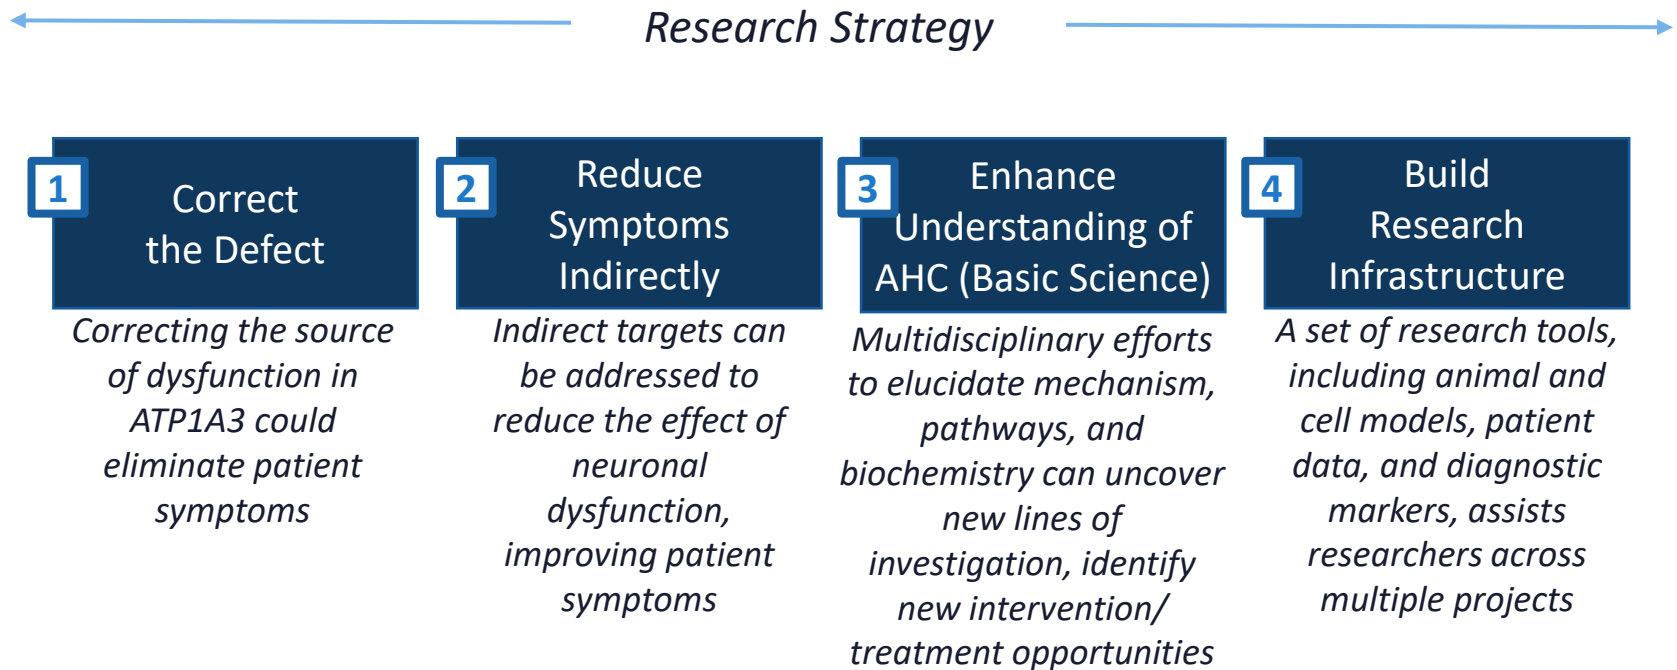 Research Strategy
1
Correct
the Defect
Correcting the source
of dysfunction in
ATP1A3 could
eliminate patient
symptoms
2
Reduce
Symptoms
Indirectly
Indirect targets can
be addressed to
reduce the effect of
neuronal
dysfunction,
improving patient
symptoms
3
Enhance
Understanding of
AHC (Basic Science)
Multidisciplinary efforts
to elucidate mechanism,
pathways, and
biochemistry can uncover
new lines of
investigation, identify
new intervention/
treatment opportunities
4
Build
Research
Infrastructure
A set of research tools,
including animal and
cell models, patient
data, and diagnostic
markers, assists
researchers across
multiple projects